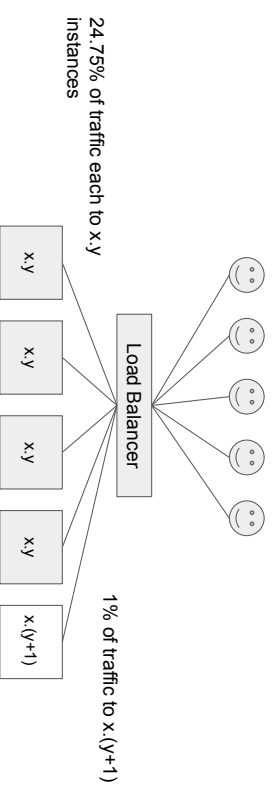 Load Balancer
24.75% of traffic each to x.y
instances
1% of traffic to x.(y+1)
x.y
x.y
x.y
x.y
x.(y+1)